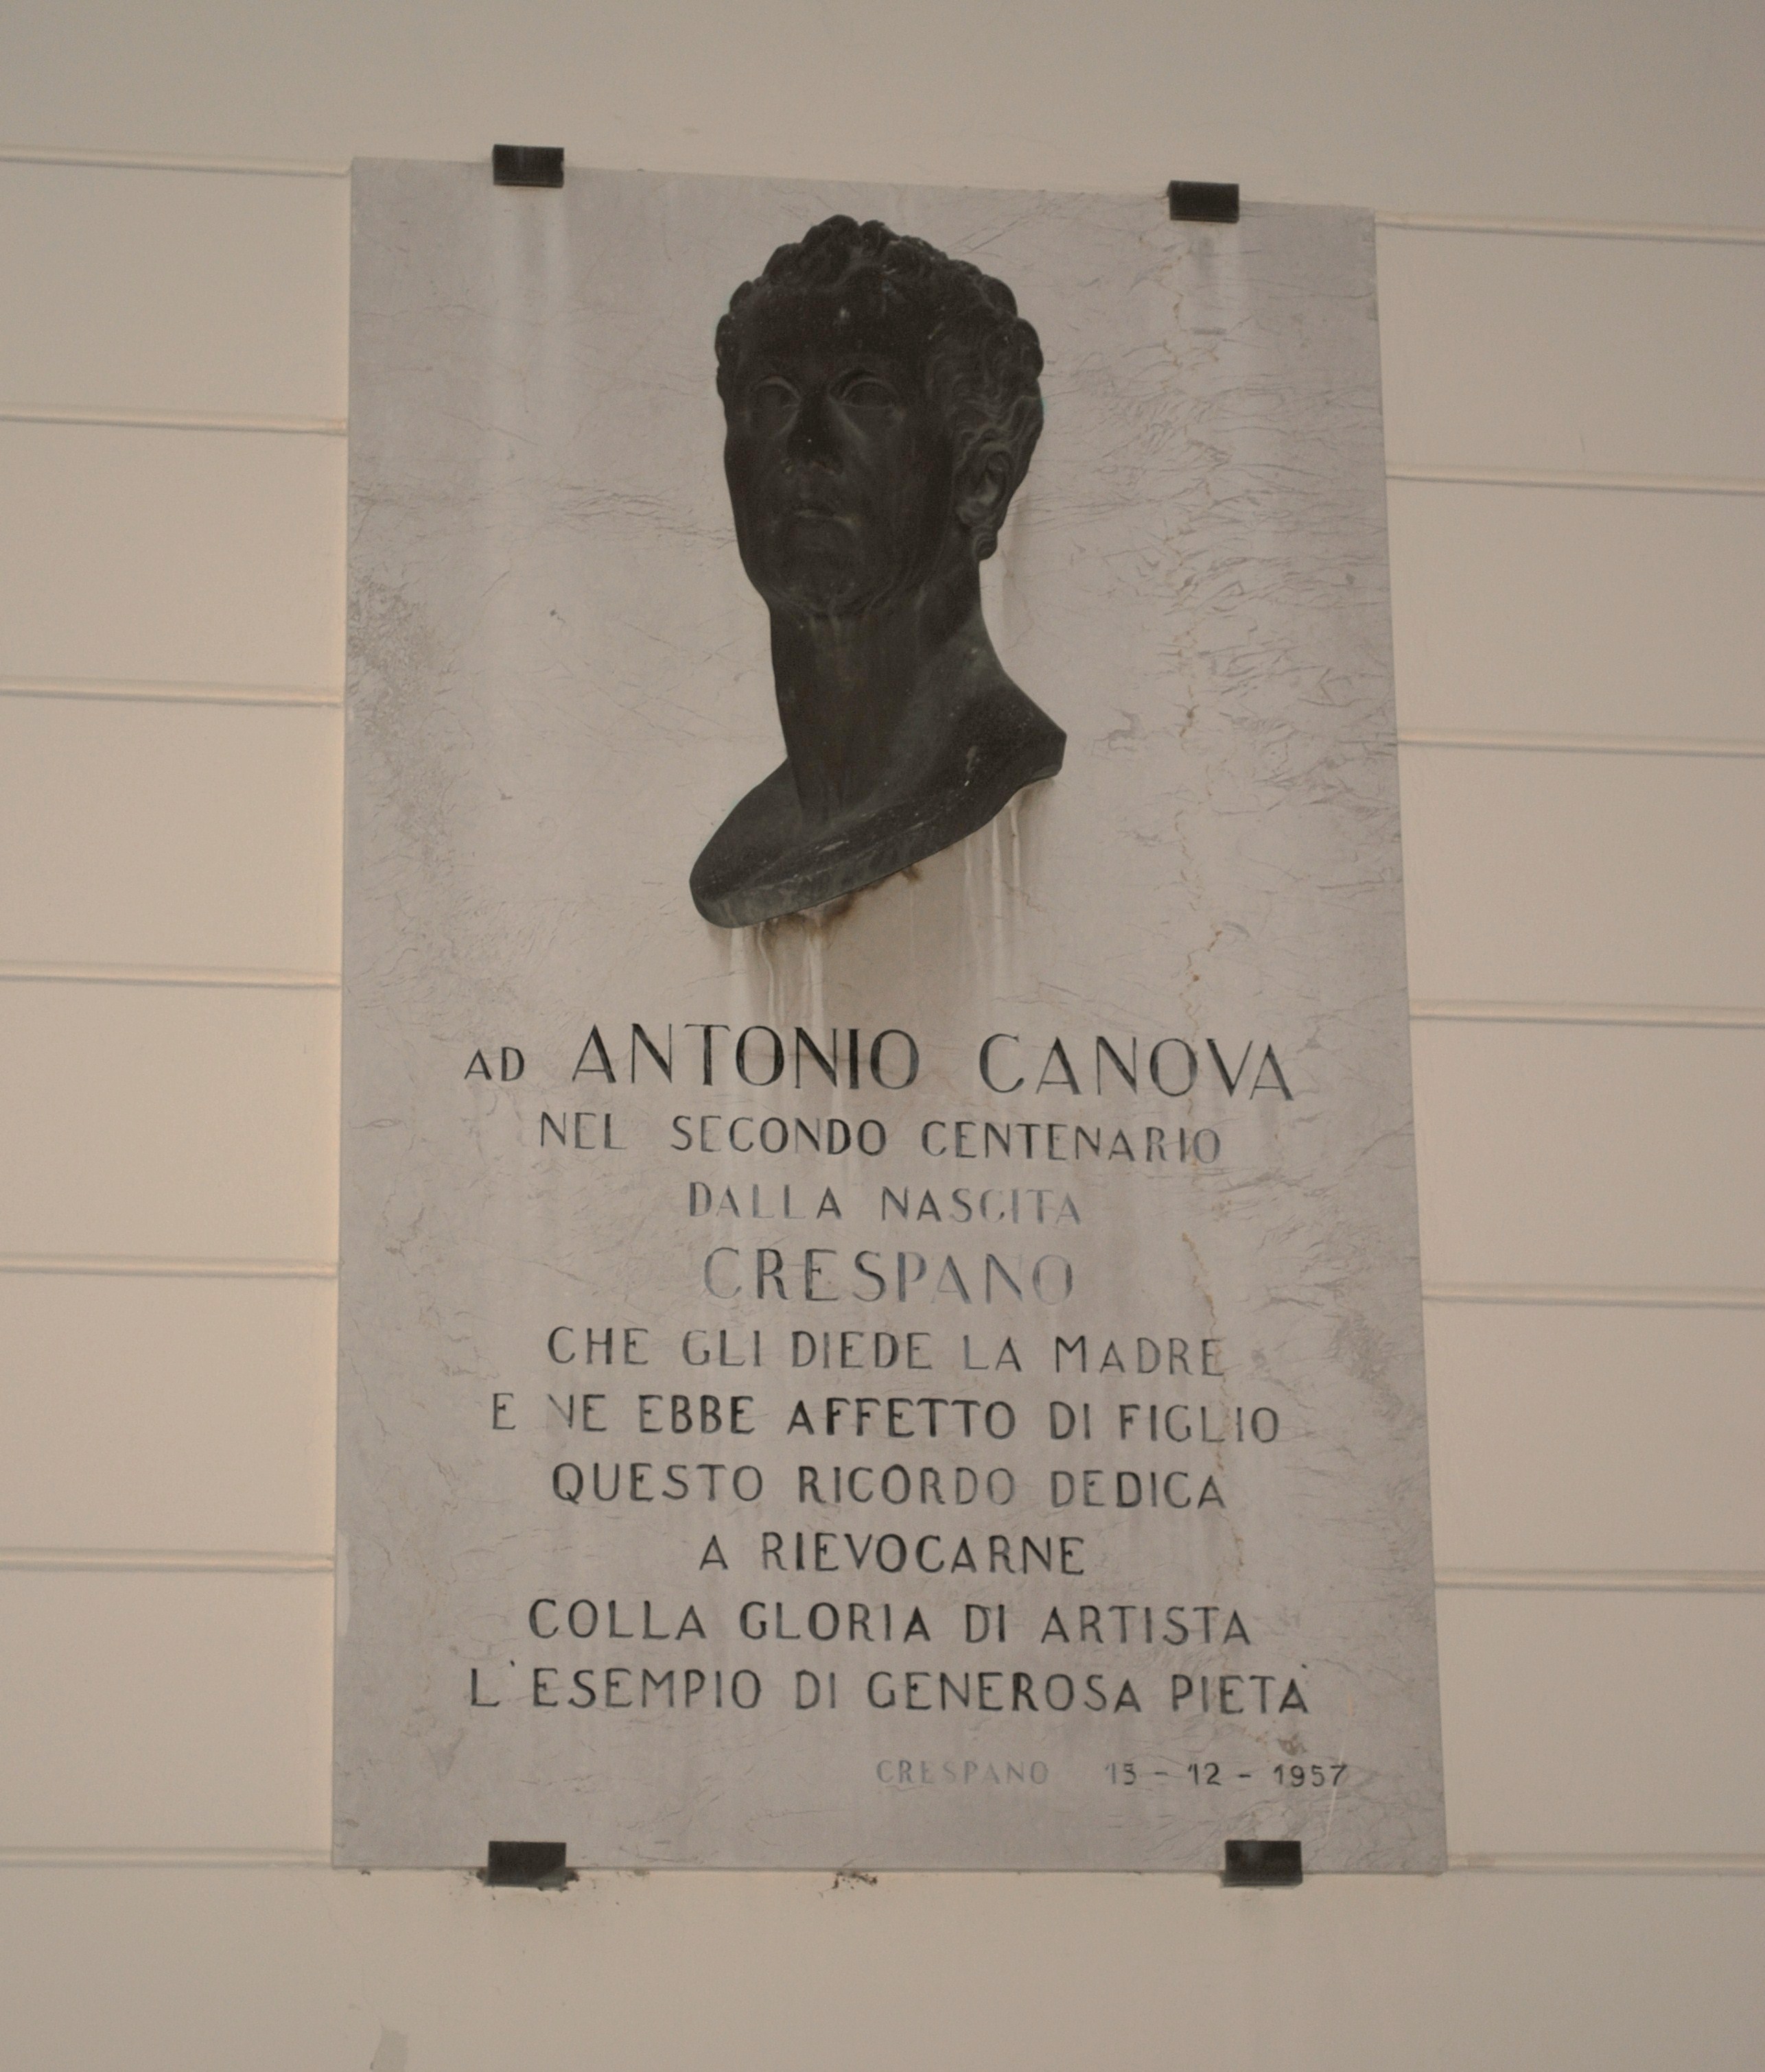 AD ANTONIO CANOVA
NEL SECONDO CENTENARIO
DALLA NASCITA
CRESPANO
CHE GLI DIEDE LA MADRE
E NE EBBE AFFETTO DI FIGLIO
QUESTO RICORDO DEDICA
A RIEVOCARNE
COLLA GLORIA DI ARTISTA
L'ESEMPIO DI GENEROSA PIETÀ
CRESPANO 15-12-1957